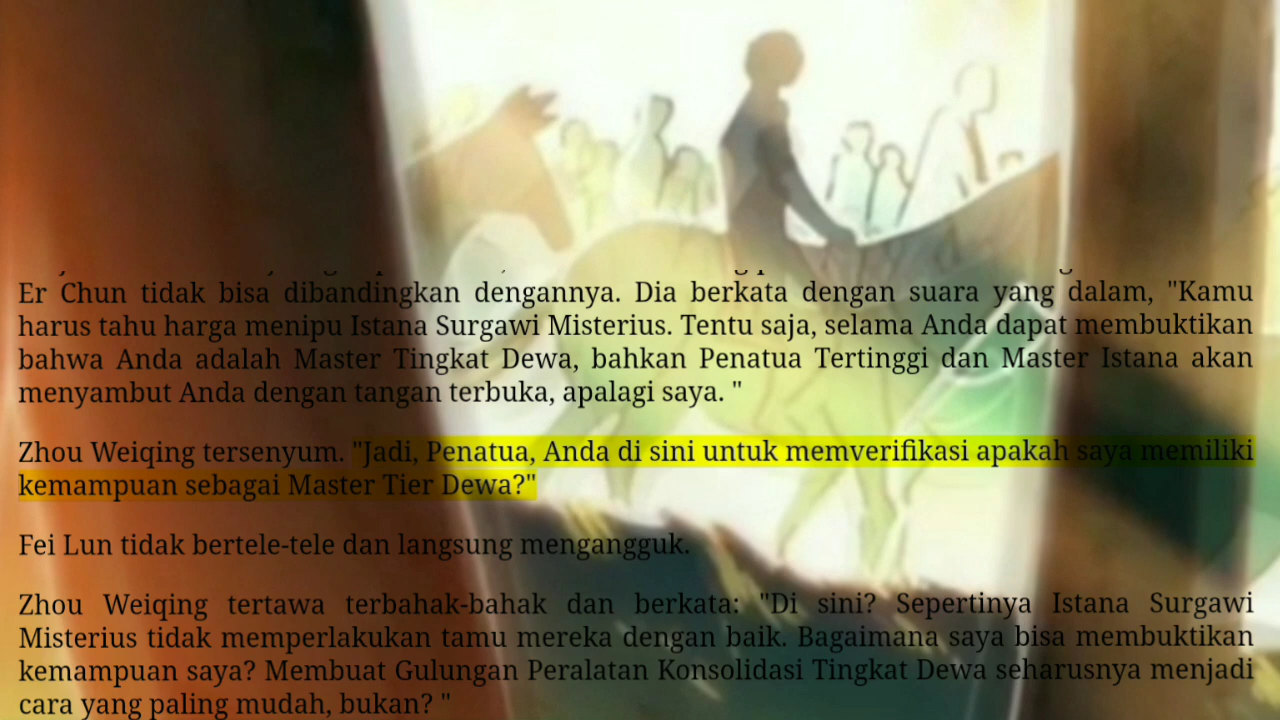 Er Chun tidak bisa dibandingkan dengannya. Dia berkata dengan suara yang dalam, "Kamu
harus tahu harga menipu Istana Surgawi Misterius. Tentu saja, selama Anda dapat membuktikan
bahwa Anda adalah Master Tingkat Dewa, bahkan Penatua Tertinggi dan Master Istana akan
menyambut Anda dengan tangan terbuka, apalagi saya. "
Zhou Weiqing tersenyum. "Jadi, Penatua, Anda di sini untuk memverifikasi apakah saya memiliki
kemampuan sebagai Master Tier Dewa?"
Fei Lun tidak bertele-tele dan langsung mengangguk.
Zhou Weiqing tertawa terbahak-bahak dan berkata: "Di sini? Sepertinya Istana Surgawi
Misterius tidak memperlakukan tamu mereka dengan baik. Bagaimana saya bisa membuktikan
kemampuan saya? Membuat Gulungan Peralatan Konsolidasi Tingkat Dewa seharusnya menjadi
cara yang paling mudah, bukan? "